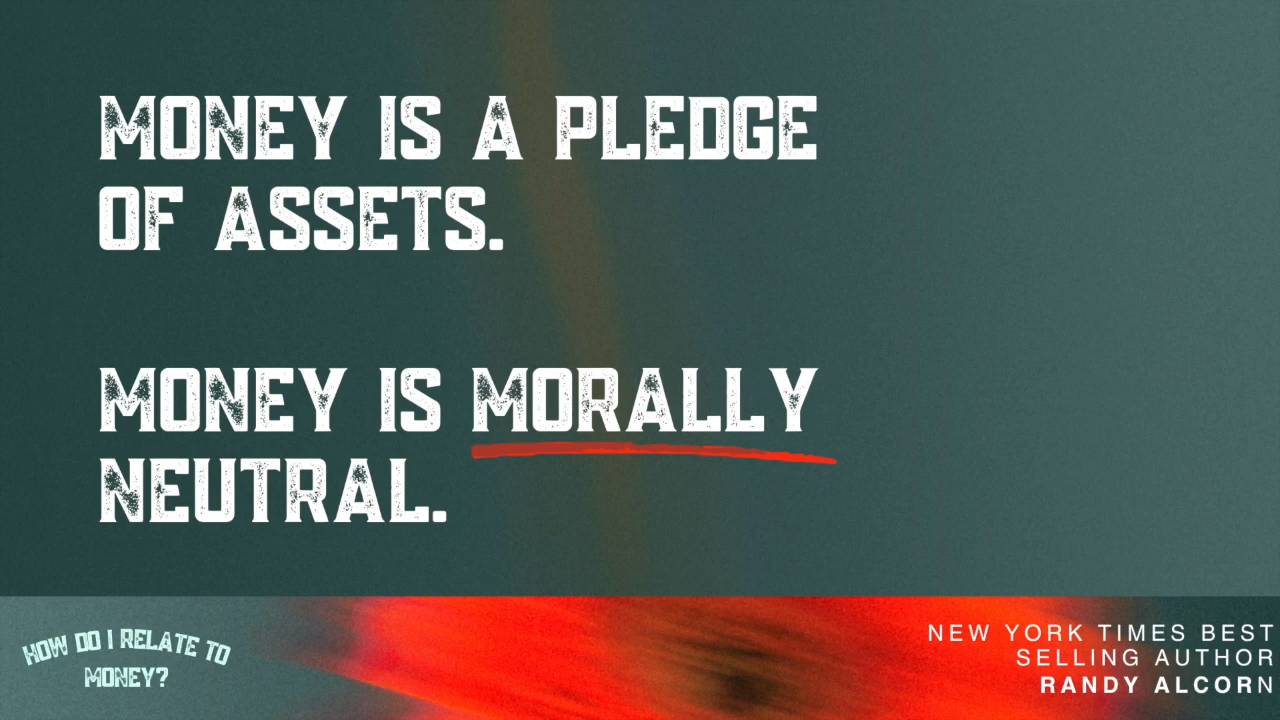 MONEY IS A PLEDGE
OF ASSETS.
MONEY IS MORALLY
NEUTRAL.
HOW DO I RELATE TO
MONEY?
NEW YORK TIMES BEST
SELLING AUTHOR
RANDY ALCORN